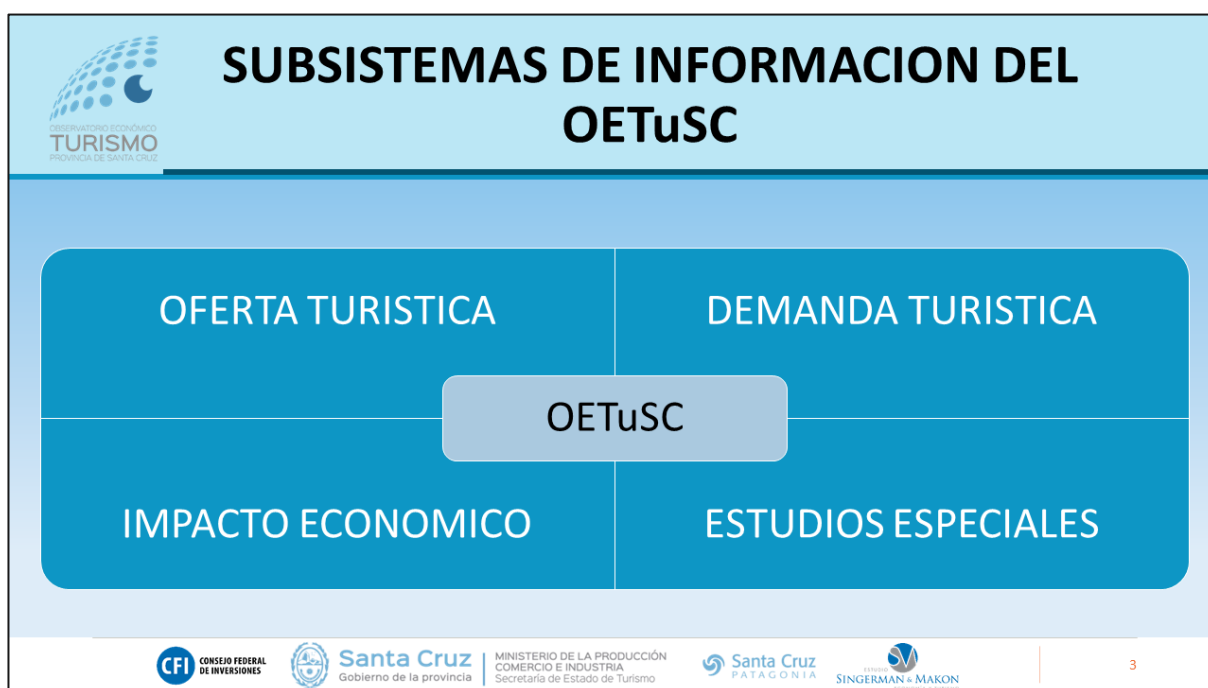 SUBSISTEMAS DE INFORMACION DEL
OETuSC
OBSERVATORIO ECONÓMICO
TURISMO
PROVINCIA DE SANTA CRUZ
OFERTA TURISTICA
DEMANDA TURISTICA
OETuSC
IMPACTO ECONOMICO
ESTUDIOS ESPECIALES
CFI
CONSEJO FEDERAL
DE INVERSIONES
Santa Cruz
Gobierno de la provincia
MINISTERIO DE LA PRODUCCIÓN
COMERCIO E INDUSTRIA
Secretaría de Estado de Turismo
Santa Cruz
PATAGONIA
ESTUDIO
SINGERMAN & MAKON
3